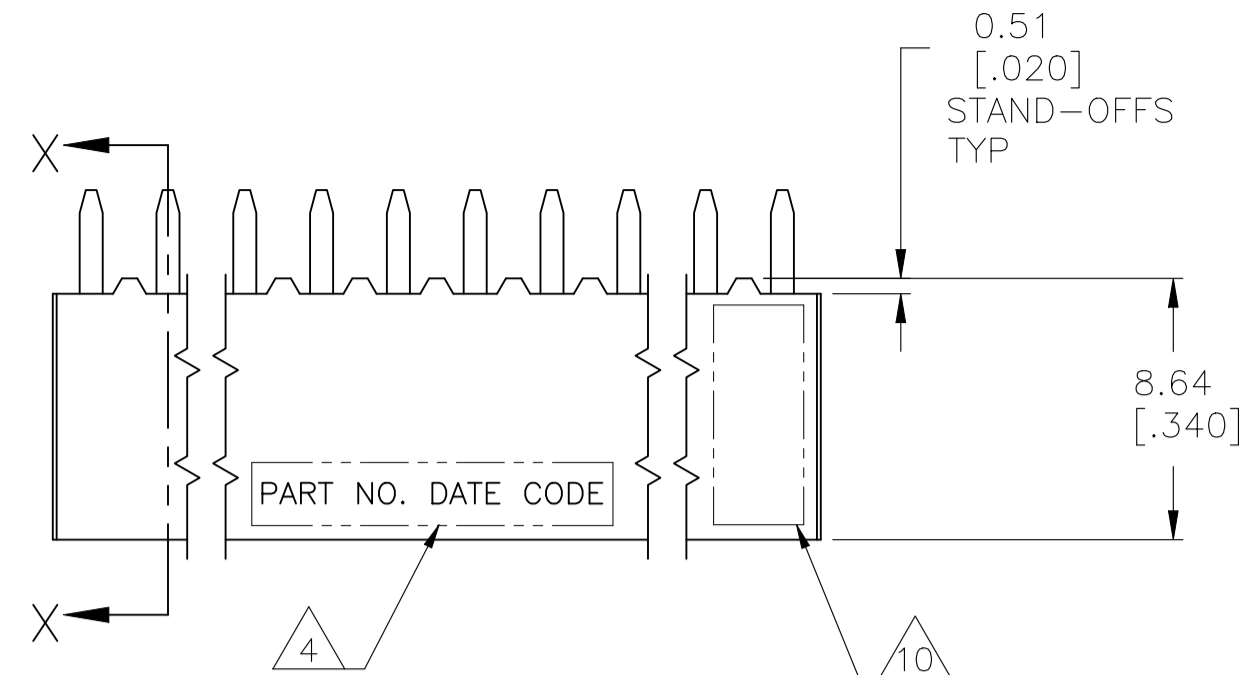 0.51
[.020]
STAND-OFFS
TYP
X
8.64
[.340]
PART NO. DATE CODE
X
4
10